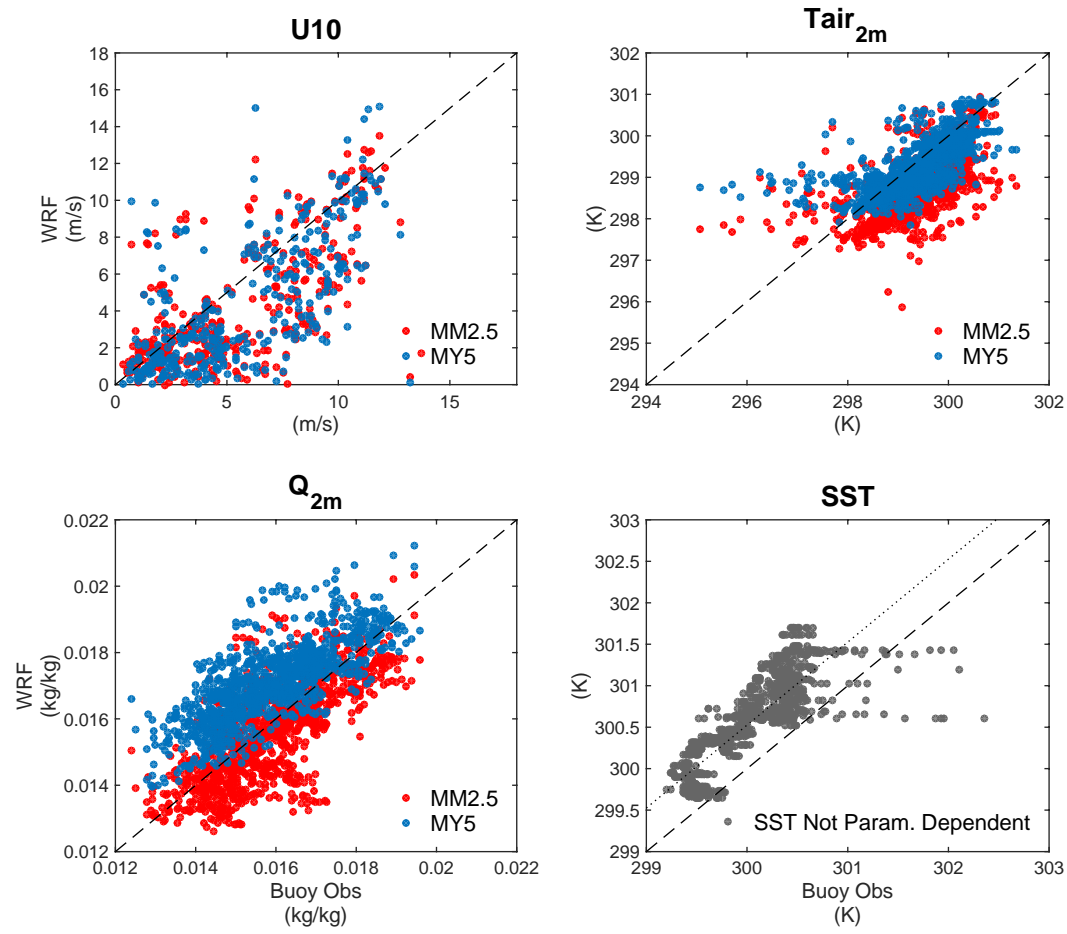 U10
18
16
14
12
10
8
6
4
2
0
WRF
(m/s)
0
5
10
15
(m/s)
MM2.5
MY5
Tair2m
302
301
300
299
298
297
296
295
294
(K)
294
296
298
300
302
(K)
MM2.5
MY5
Q2m
0.022
0.02
0.018
0.016
0.014
0.012
WRF
(kg/kg)
0.012
0.014
0.016
0.018
0.02
0.022
Buoy Obs
(kg/kg)
MM2.5
MY5
SST
303
302.5
302
301.5
301
300.5
300
299.5
299
(K)
299
300
301
302
303
Buoy Obs
(K)
SST Not Param. Dependent